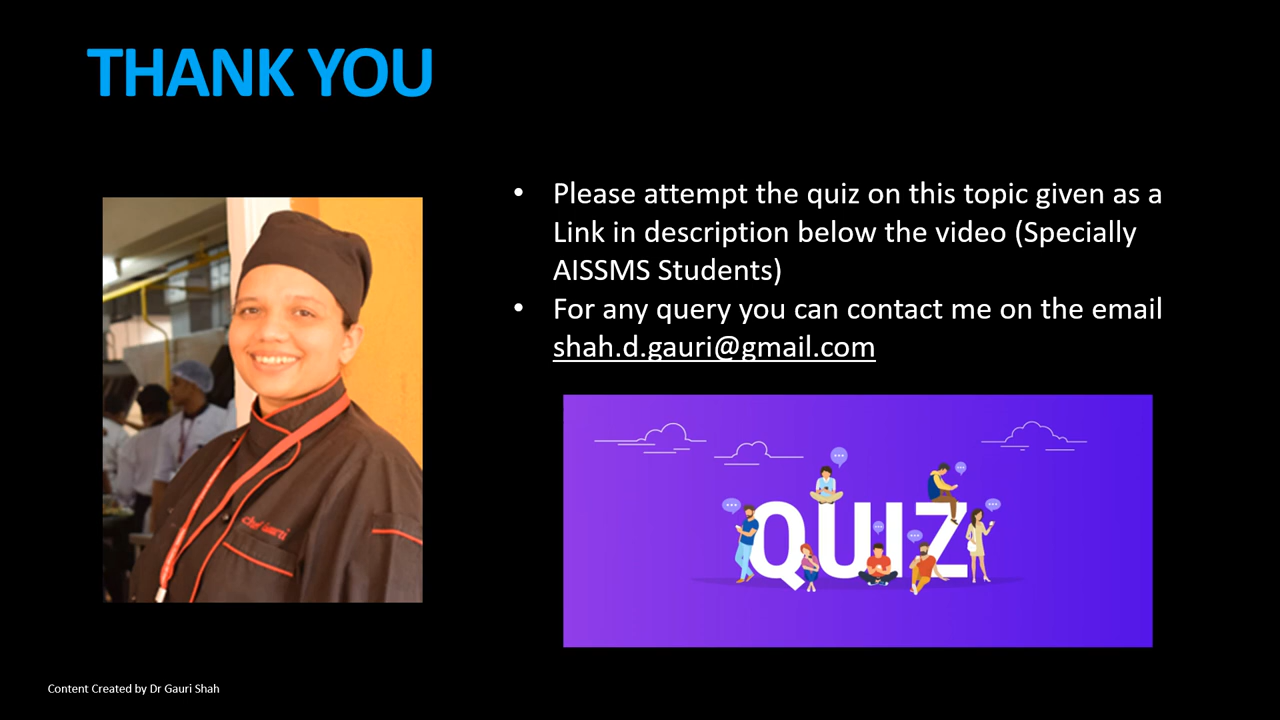 THANK YOU
• Please attempt the quiz on this topic given as a
Link in description below the video (Specially
AISSMS Students)
• For any query you can contact me on the email
shah.d.gauri@gmail.com
chef Gauri
QUIZ
Content Created by Dr Gauri Shah